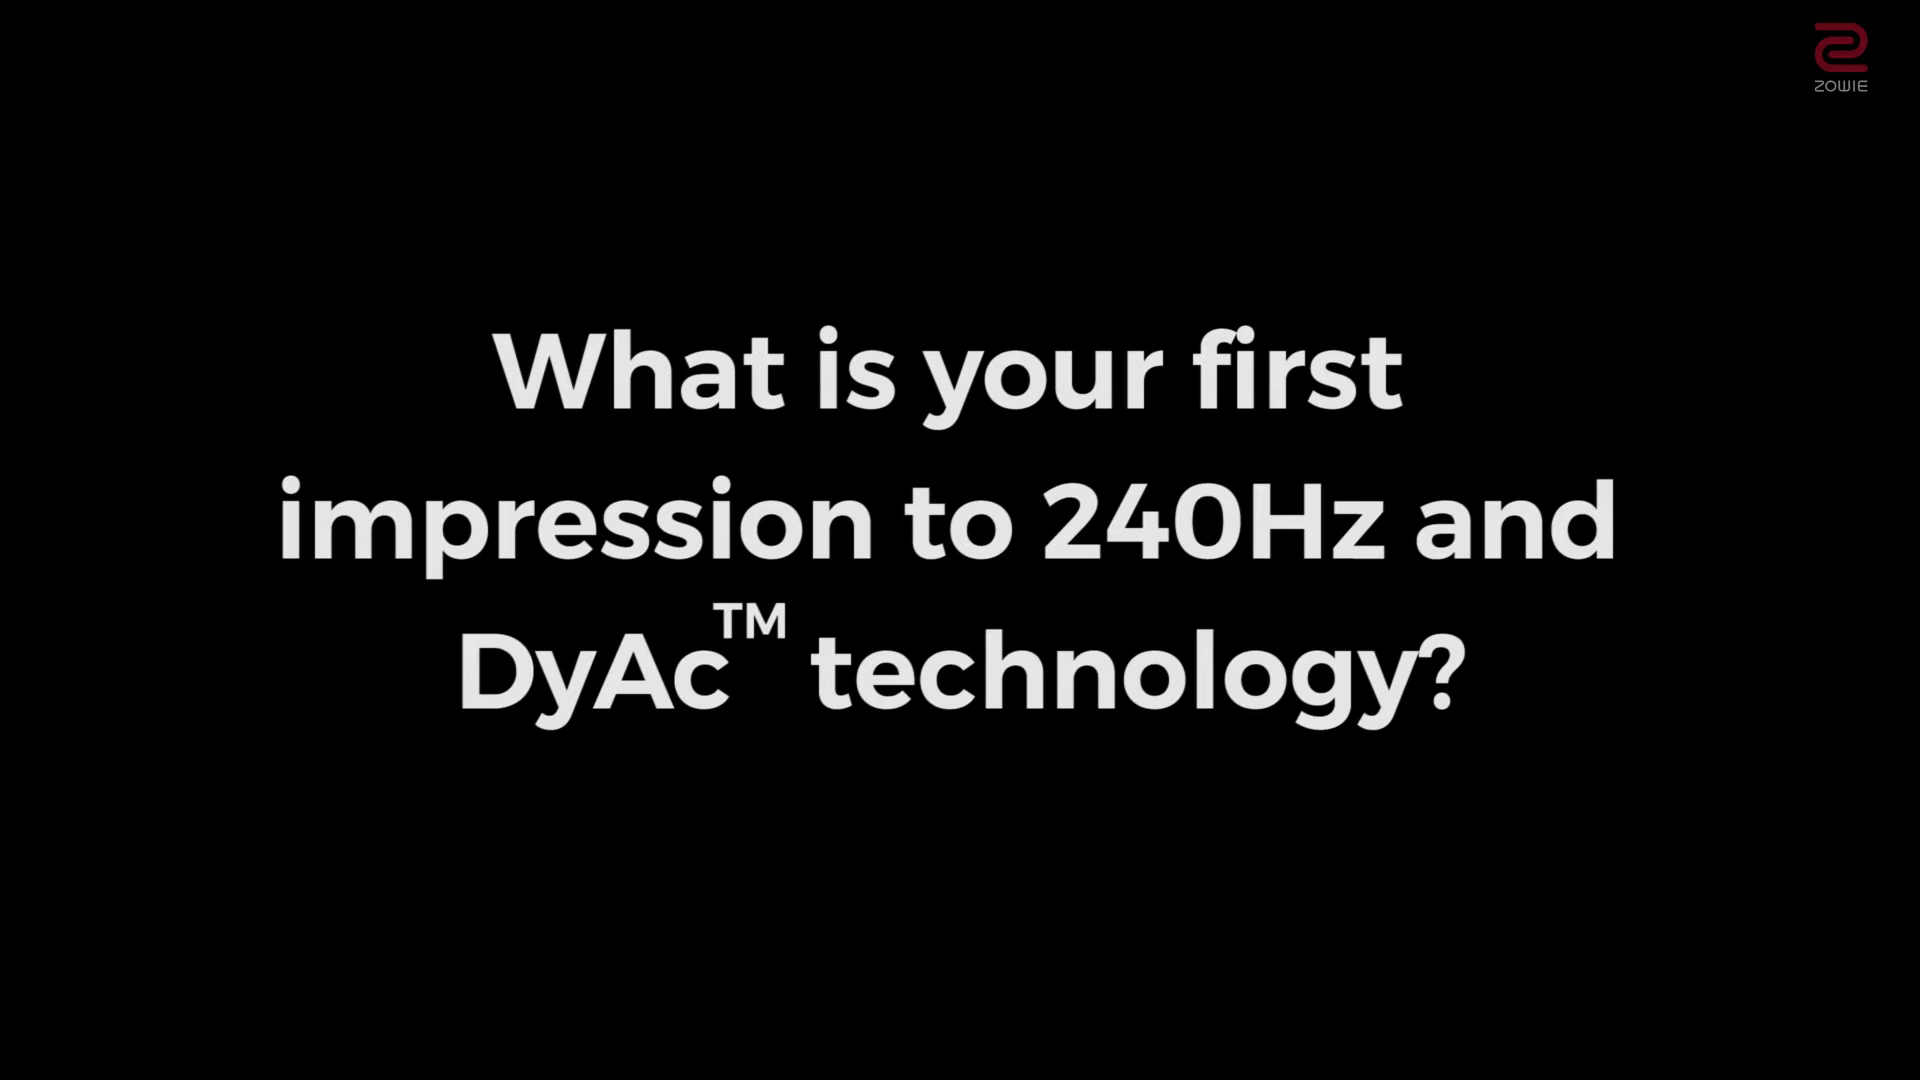 ZOWIE
What is your first
impression to 240Hz and
DyAc™ technology?